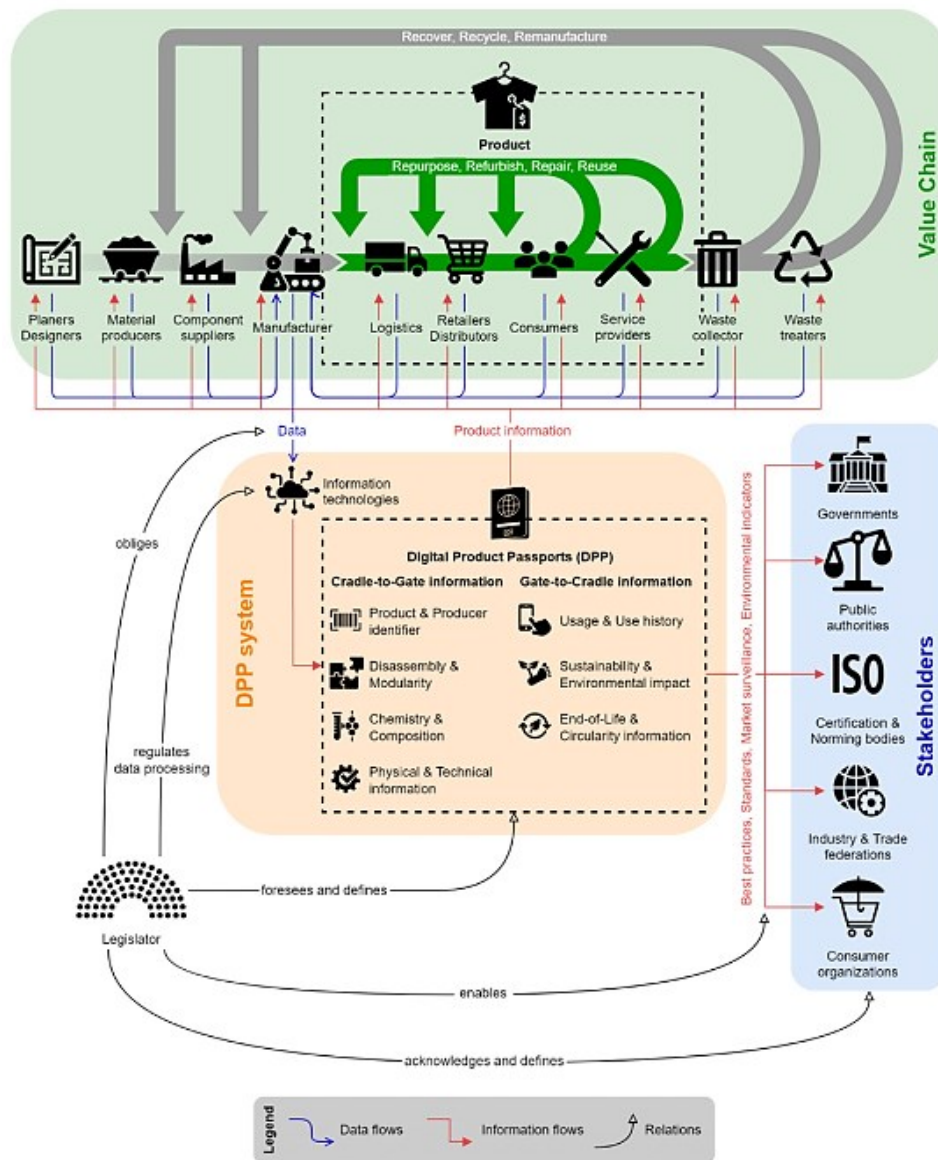 Recover, Recycle, Remanufacture
$
Product
Repurpose, Refurbish, Repair, Reuse
Value Chain
Planers
Designers
Material
producers
Component
suppliers
Manufacturer
Logistics
Retailers
Distributors
Consumers
Service
providers
Waste
collector
Waste
treaters
Data
Product information
Information
technologies
obliges
Digital Product Passports (DPP)
Cradle-to-Gate information
Gate-to-Cradle information
Product & Producer
identifier
Usage & Use history
Disassembly &
Modularity
Sustainability &
Environmental impact
Chemistry &
Composition
End-of-Life &
Circularity information
Physical & Technical
information
DPP system
regulates
data processing
Best practices, Standards, Market surveillance, Environmental indicators
Governments
Public
authorities
ISO
Certification &
Norming bodies
Industry & Trade
federations
Consumer
organizations
Stakeholders
foresees and defines
Legislator
enables
acknowledges and defines
Legend
Data flows
Information flows
Relations